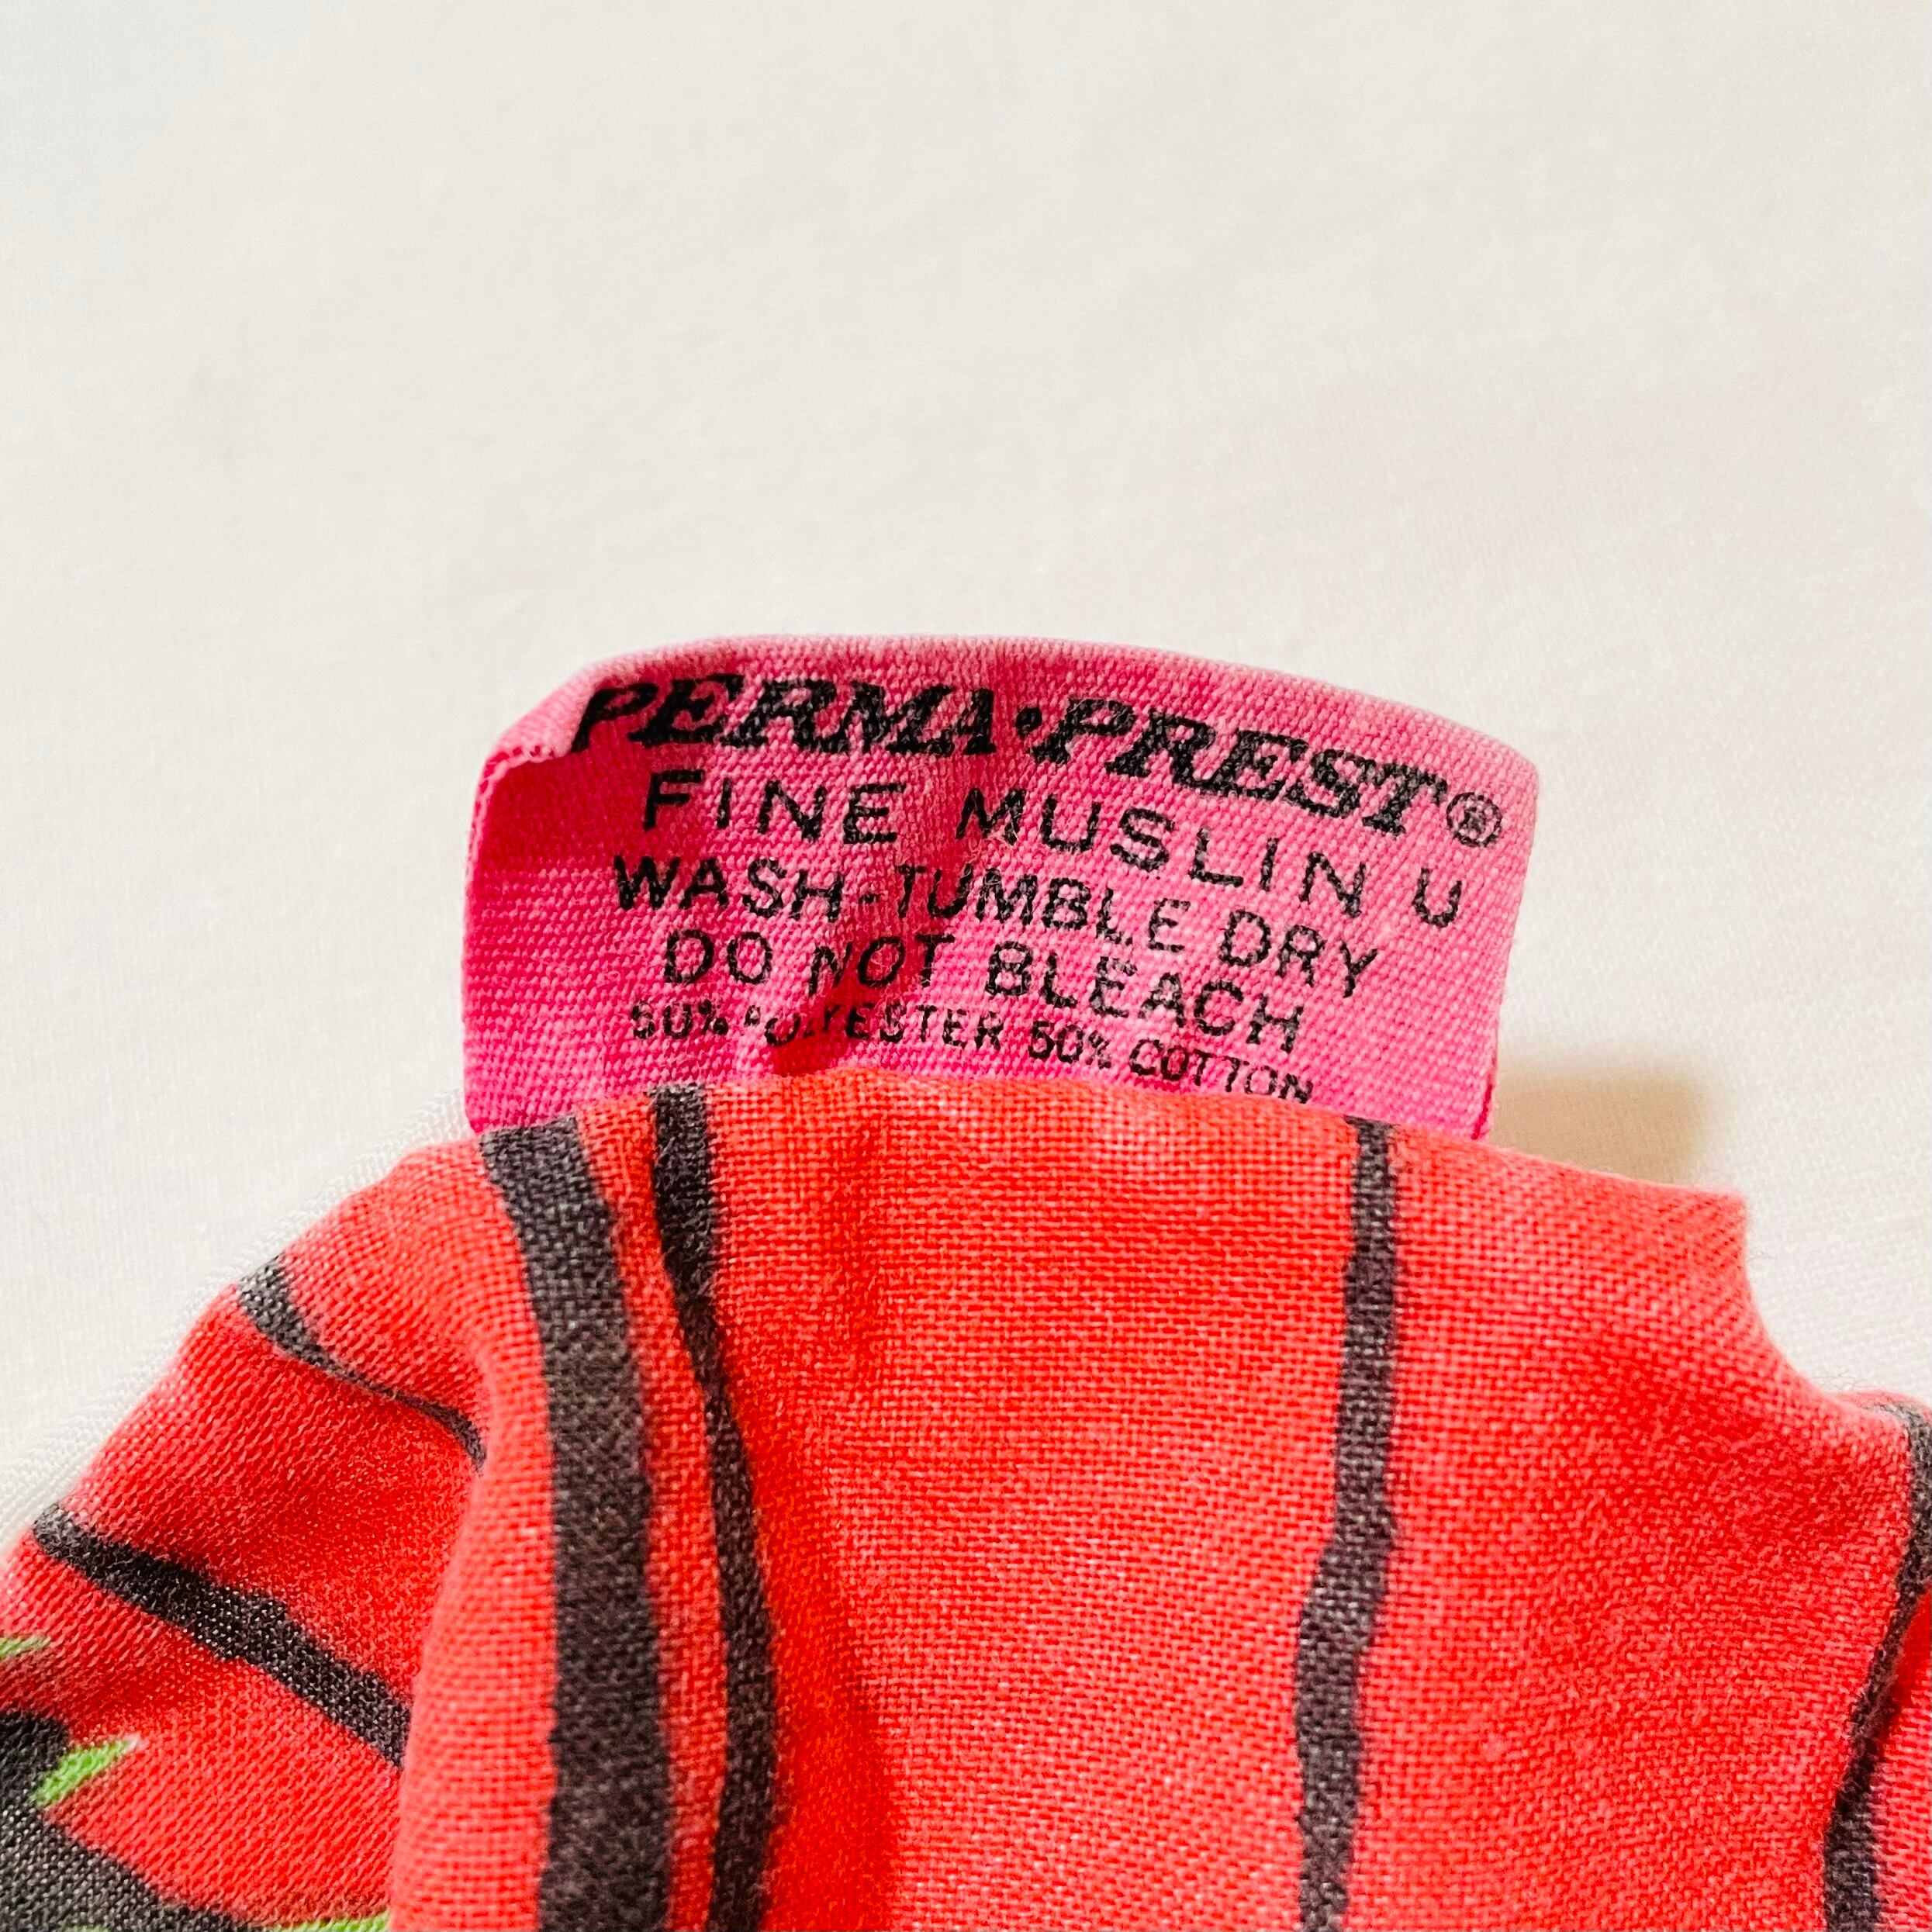 PERMA·PREST®
FINE MUSLIN U
WASH-TUMBLE DRY
DO NOT BLEACH
50% POLYESTER 50% COTTON